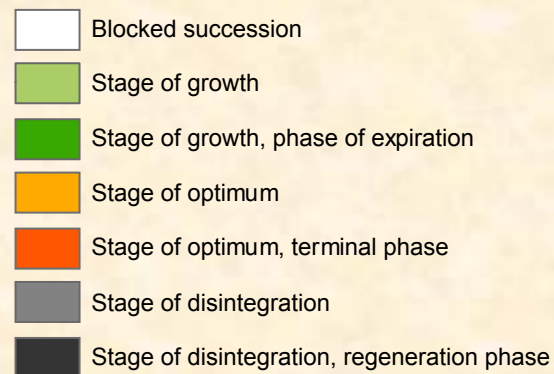 Blocked succession
Stage of growth
Stage of growth, phase of expiration
Stage of optimum
Stage of optimum, terminal phase
Stage of disintegration
Stage of disintegration, regeneration phase